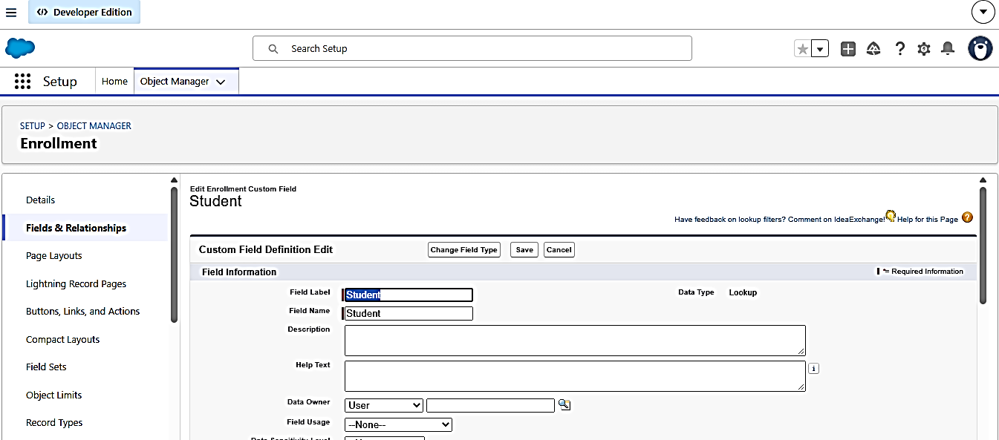 Developer Edition
Search Setup
Setup Home Object Manager
SETUP > OBJECT MANAGER
Enrollment
Details
Fields & Relationships
Page Layouts
Lightning Record Pages
Buttons, Links, and Actions
Compact Layouts
Field Sets
Object Limits
Record Types
Edit Enrollment Custom Field
Student
Have feedback on lookup filters? Comment on IdeaExchange! Help for this Page
Custom Field Definition Edit Change Field Type Save Cancel
Field Information = Required Information
Field Label Student Data Type Lookup
Field Name Student
Description
Help Text
Data Owner User
Field Usage --None--
Data Sensitivity Level